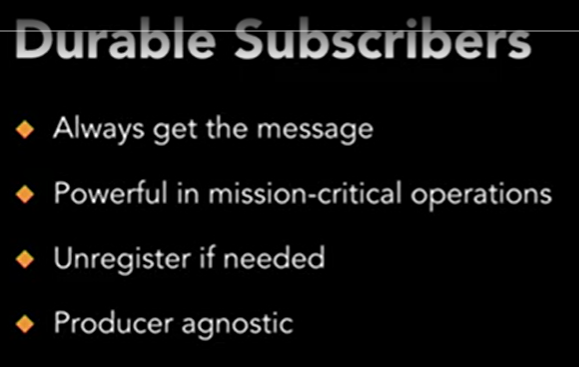 Durable Subscribers
Always get the message
Powerful in mission-critical operations
Unregister if needed
Producer agnostic